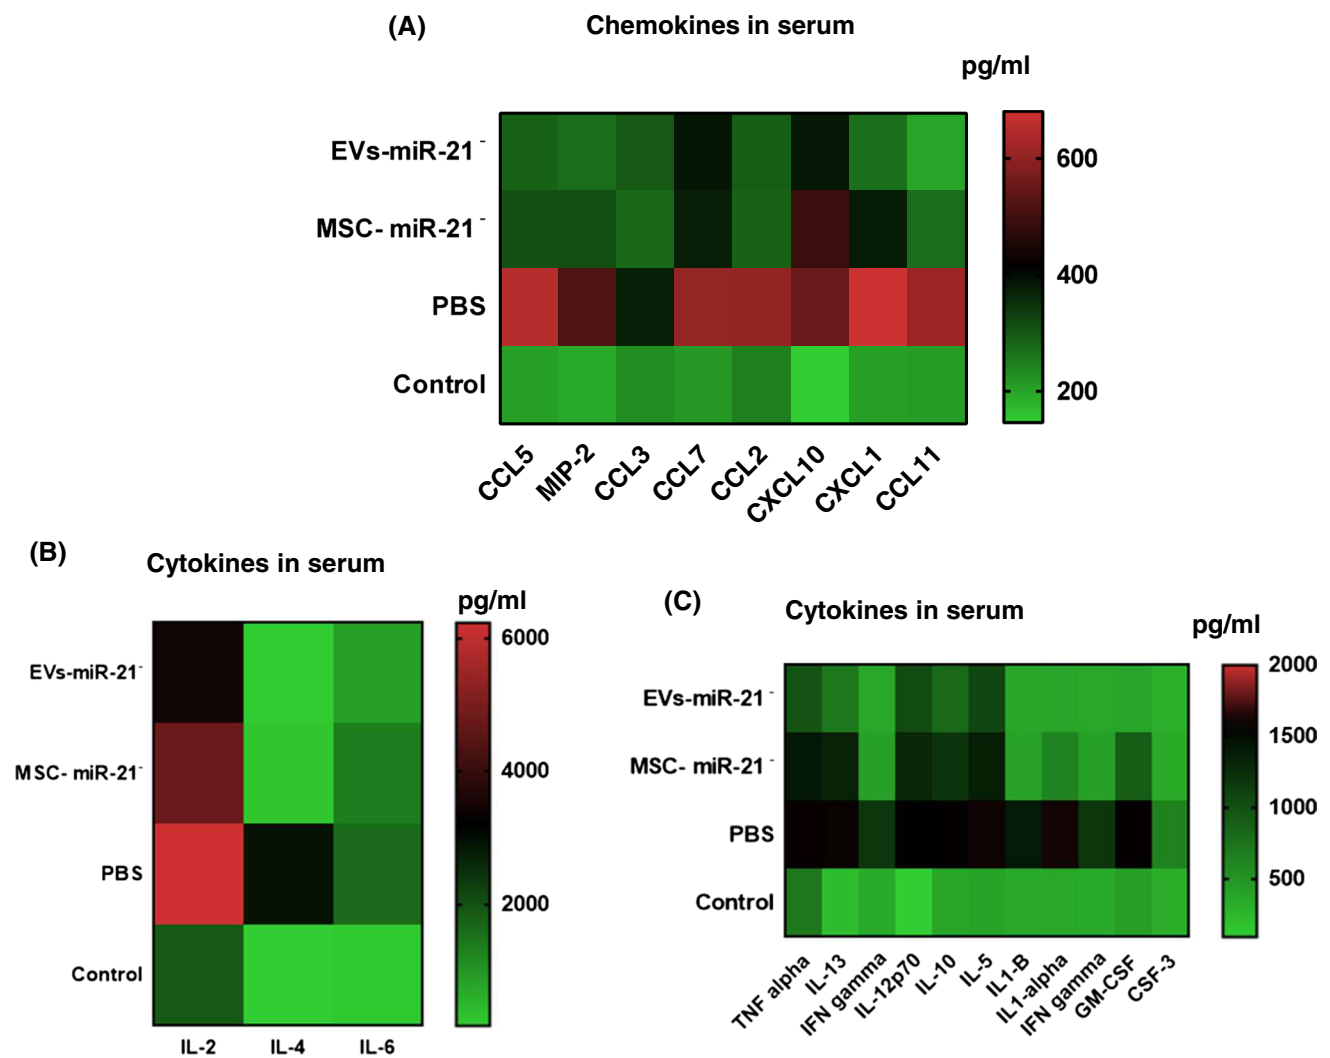 (A)
Chemokines in serum
pg/ml
EVs-miR-21-
MSC- miR-21-
PBS
Control
600
400
200
CCL5
MIP-2
CCL3
CCL7
CCL2
CXCL10
CXCL1
CCL11
(B)
Cytokines in serum
pg/ml
EVs-miR-21-
MSC- miR-21-
PBS
Control
6000
4000
2000
IL-2
IL-4
IL-6
(C)
Cytokines in serum
pg/ml
EVs-miR-21-
MSC- miR-21-
PBS
Control
2000
1500
1000
500
TNF alpha
IL-13
IFN gamma
IL-12p70
IL-10
IL-5
IL1-B
IL1-alpha
IFN gamma
GM-CSF
CSF-3